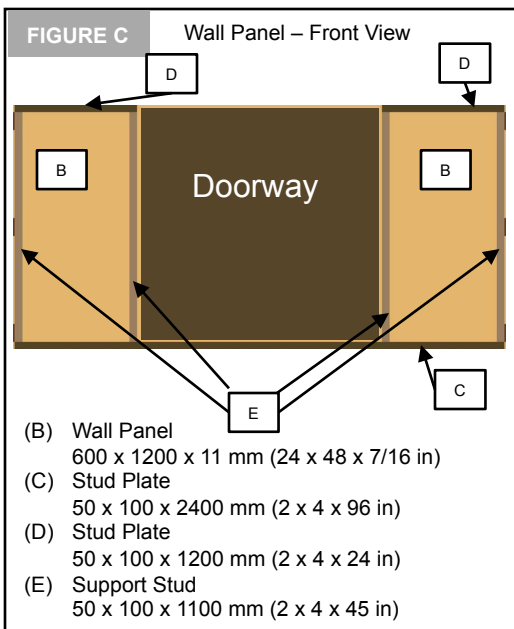 FIGURE C
Wall Panel – Front View
D
D
B
B
Doorway
E
C
(B) Wall Panel
600 x 1200 x 11 mm (24 x 48 x 7/16 in)
(C) Stud Plate
50 x 100 x 2400 mm (2 x 4 x 96 in)
(D) Stud Plate
50 x 100 x 1200 mm (2 x 4 x 24 in)
(E) Support Stud
50 x 100 x 1100 mm (2 x 4 x 45 in)